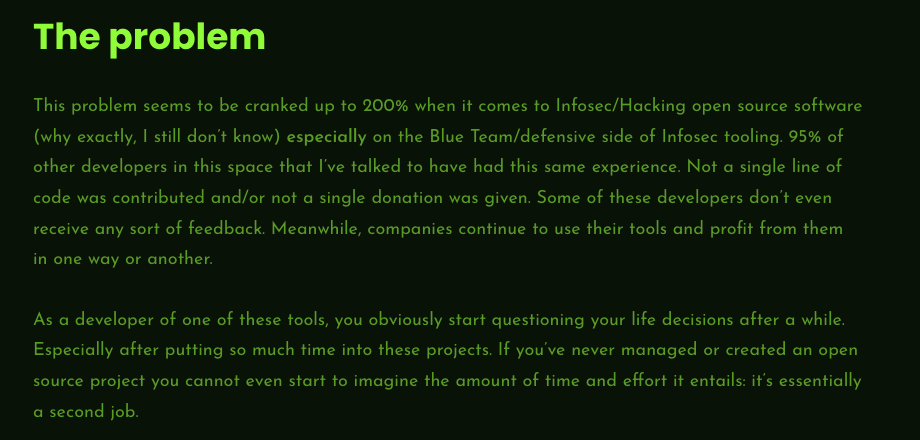 The problem
This problem seems to be cranked up to 200% when it comes to Infosec/Hacking open source software
(why exactly, I still don't know) especially on the Blue Team/defensive side of Infosec tooling. 95% of
other developers in this space that I've talked to have had this same experience. Not a single line of
code was contributed and/or not a single donation was given. Some of these developers don't even
receive any sort of feedback. Meanwhile, companies continue to use their tools and profit from them
in one way or another.
As a developer of one of these tools, you obviously start questioning your life decisions after a while.
Especially after putting so much time into these projects. If you've never managed or created an open
source project you cannot even start to imagine the amount of time and effort it entails: it's essentially
a second job.